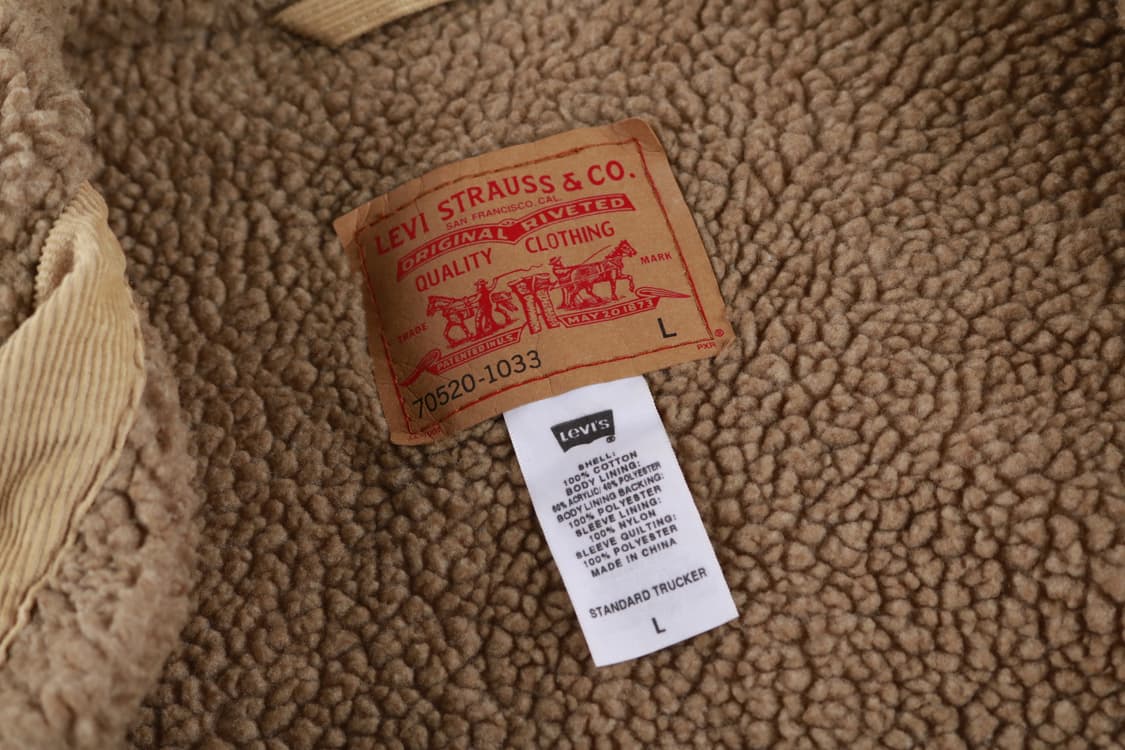 LEVI STRAUSS & CO.
SAN FRANCISCO, CAL.
ORIGINAL RIVETED
QUALITY CLOTHING
TRADE MARK
PATENTED IN U.S. MAY 20 1873
70520-1033 L
PXR®
LEVI'S®
SHELL:
100% COTTON
BODY LINING:
60% ACRYLIC/ 40% POLYESTER
BODY LINING BACKING:
100% POLYESTER
SLEEVE LINING:
100% NYLON
SLEEVE QUILTING:
100% POLYESTER
MADE IN CHINA
STANDARD TRUCKER
L